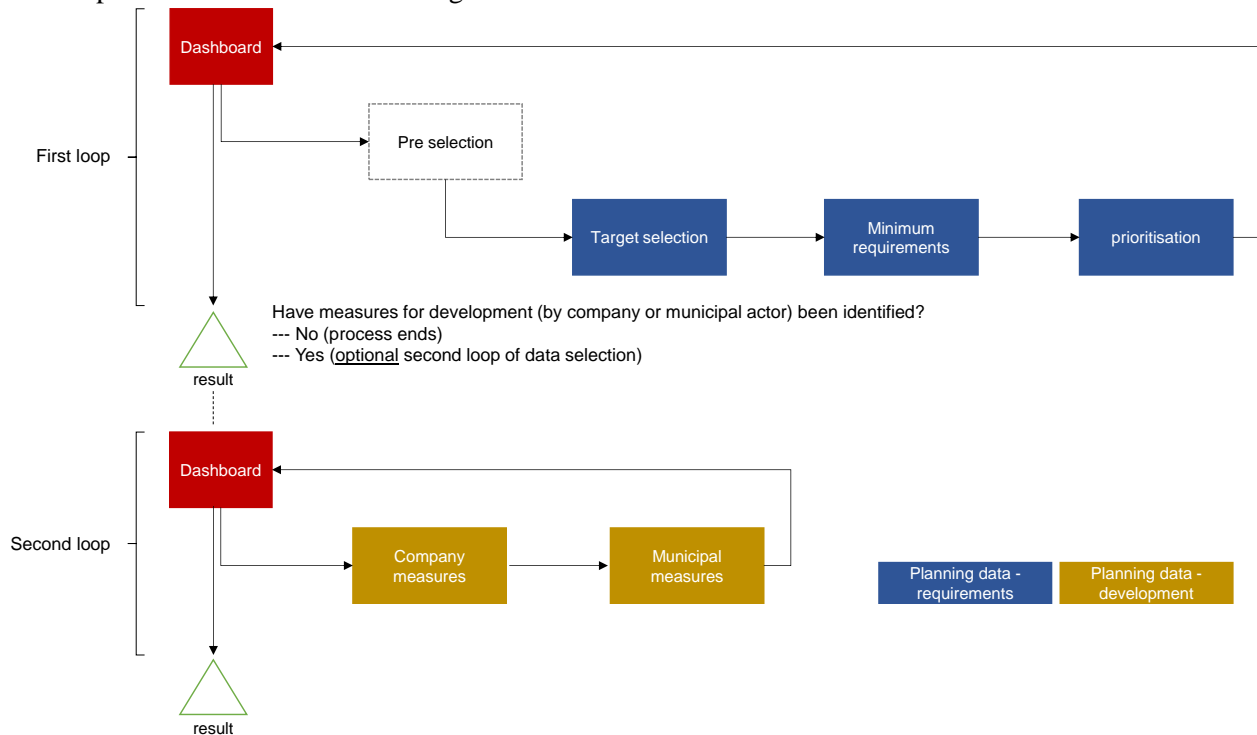 Dashboard
Pre selection
First loop
Target selection
Minimum
requirements
prioritisation
Have measures for development (by company or municipal actor) been identified?
--- No (process ends)
--- Yes (optional second loop of data selection)
result
Dashboard
Second loop
Company
measures
Municipal
measures
Planning data -
requirements
Planning data -
development
result